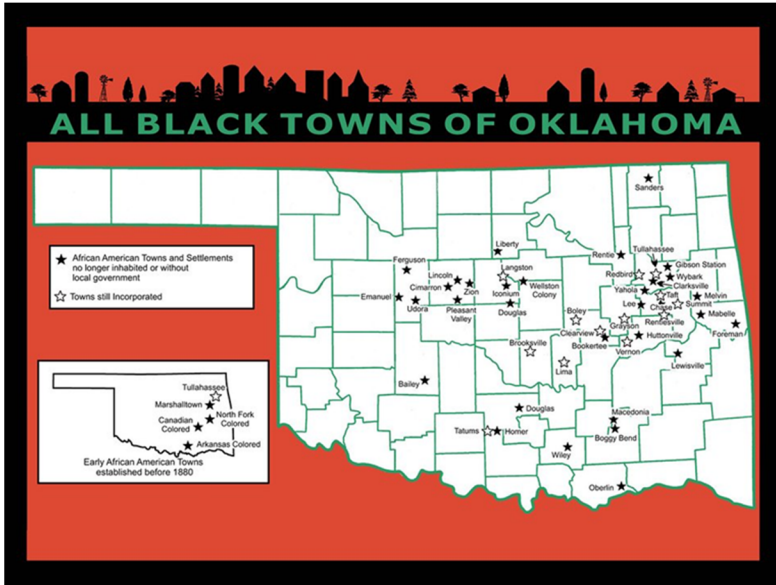 ALL BLACK TOWNS OF OKLAHOMA
African American Towns and Settlements
no longer inhabited or without
local government
Towns still Incorporated
Sanders
Liberty
Rentie
Tullahassee
Ferguson
Langston
Gibson Station
Redbird
Wybark
Lincoln
Cimarron
Zion
Wellston
Colony
Clarksville
Yahola
Iconium
Emanuel
Taft
Melvin
Udora
Pleasant
Valley
Douglas
Lee
Chase
Summit
Boley
Mabelle
Grayson
Rentiesville
Foreman
Clearview
Huttonville
Bookertee
Brooksville
Vernon
Lewisville
Lima
Bailey
Douglas
Macedonia
Tatums
Homer
Boggy Bend
Wiley
Oberlin
Tullahassee
Marshalltown
North Fork
Colored
Canadian
Colored
Arkansas Colored
Early African American Towns
established before 1880